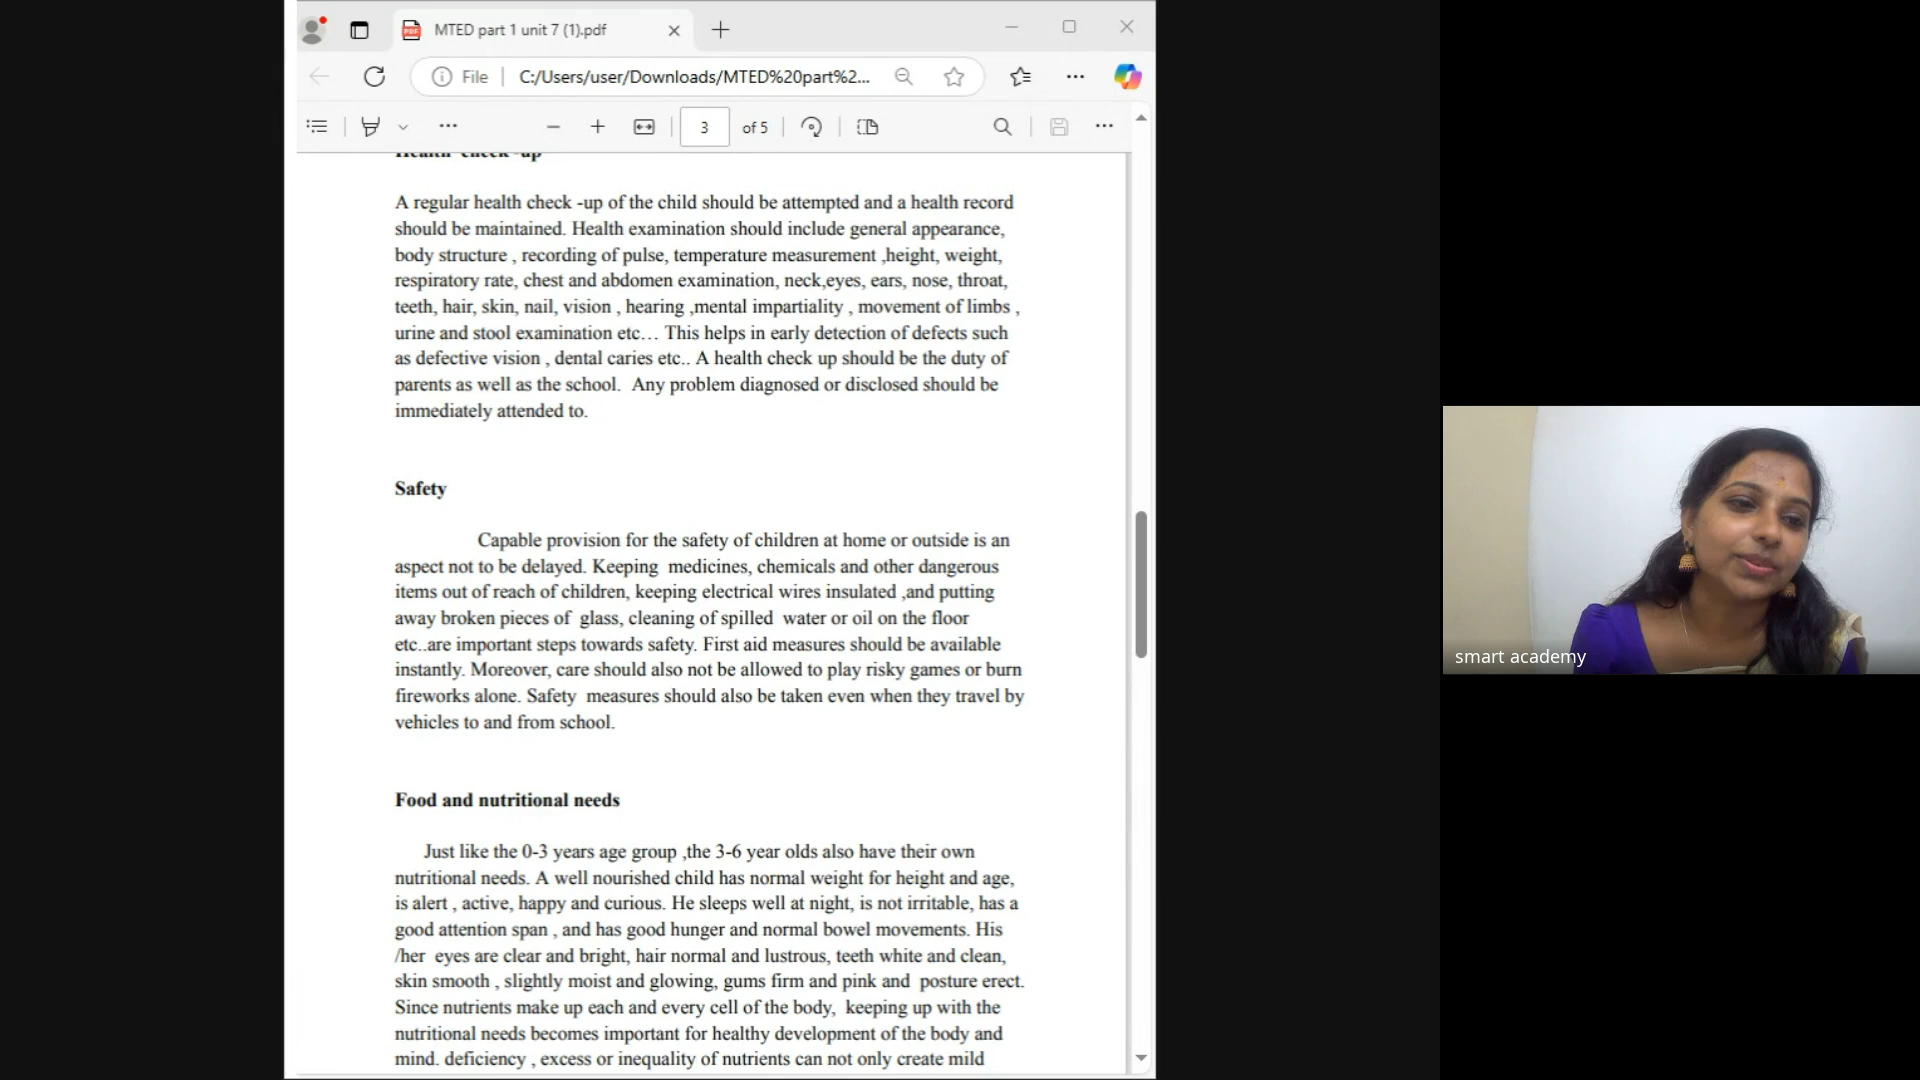 MTED part 1 unit 7 (1).pdf
File
C:/Users/user/Downloads/MTED%20part%2...
3 of 5
Health check -up
A regular health check -up of the child should be attempted and a health record
should be maintained. Health examination should include general appearance,
body structure , recording of pulse, temperature measurement ,height, weight,
respiratory rate, chest and abdomen examination, neck,eyes, ears, nose, throat,
teeth, hair, skin, nail, vision , hearing ,mental impartiality , movement of limbs ,
urine and stool examination etc… This helps in early detection of defects such
as defective vision , dental caries etc.. A health check up should be the duty of
parents as well as the school.  Any problem diagnosed or disclosed should be
immediately attended to.
Safety
Capable provision for the safety of children at home or outside is an
aspect not to be delayed. Keeping  medicines, chemicals and other dangerous
items out of reach of children, keeping electrical wires insulated ,and putting
away broken pieces of  glass, cleaning of spilled  water or oil on the floor
etc..are important steps towards safety. First aid measures should be available
instantly. Moreover, care should also not be allowed to play risky games or burn
fireworks alone. Safety  measures should also be taken even when they travel by
vehicles to and from school.
Food and nutritional needs
Just like the 0-3 years age group ,the 3-6 year olds also have their own
nutritional needs. A well nourished child has normal weight for height and age,
is alert , active, happy and curious. He sleeps well at night, is not irritable, has a
good attention span , and has good hunger and normal bowel movements. His
/her  eyes are clear and bright, hair normal and lustrous, teeth white and clean,
skin smooth , slightly moist and glowing, gums firm and pink and  posture erect.
Since nutrients make up each and every cell of the body,  keeping up with the
nutritional needs becomes important for healthy development of the body and
mind. deficiency , excess or inequality of nutrients can not only create mild
smart academy